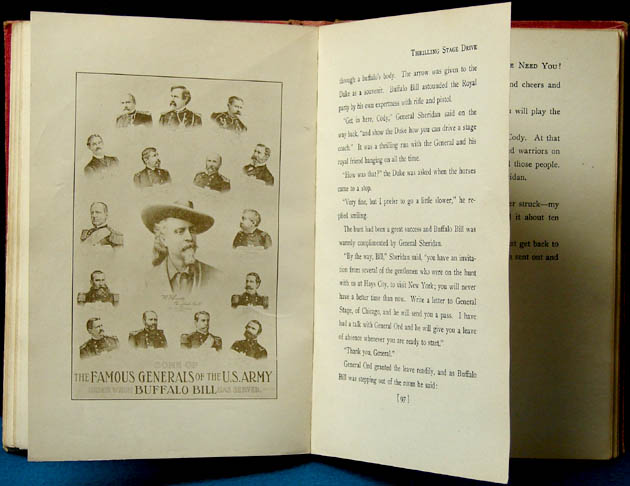 SOME OF
THE FAMOUS GENERALS OF THE U.S. ARMY
UNDER WHOM BUFFALO BILL HAS SERVED
THRILLING STAGE DRIVE
through a buffalo's body. The arrow was given to the
Duke as a souvenir. Buffalo Bill astounded the Royal
party by his own expertness with rifle and pistol.
"Get in here, Cody," General Sheridan said on the
way back, "and show the Duke how you can drive a stage
coach." It was a thrilling run with the General and his
royal friend hanging on all the time.
"How was that?" the Duke was asked when the horses
came to a stop.
"Very fine, but I prefer to go a little slower," he re-
plied smiling.
The hunt had been a great success and Buffalo Bill was
warmly complimented by General Sheridan.
"By the way, Bill," Sheridan said, "you have an invita-
tion from several of the gentlemen who were on the hunt
with us at Hays City, to visit New York; you will never
have a better time than now. Write a letter to General
Stage, of Chicago, and he will send you a pass. I have
had a talk with General Ord and he will give you a leave
of absence whenever you are ready to start."
"Thank you, General."
General Ord granted the leave readily, and as Buffalo
Bill was stepping out of the room he said:
[97]
NEED YOU!
cheers and
will play the
Cody. At that
warriors on
those people.
struck—my
it about ten
get back to
sent out and